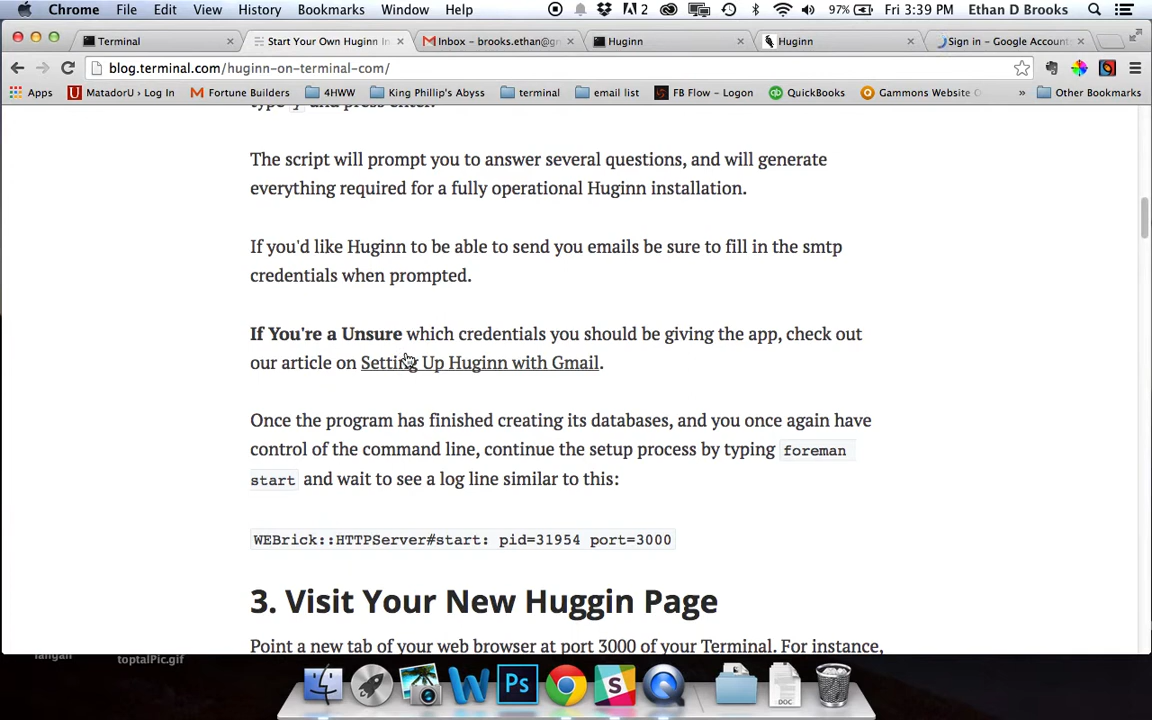 Chrome File Edit View History Bookmarks Window Help 2 97% Fri 3:39 PM Ethan D Brooks
Terminal Start Your Own Huginn In Inbox - brooks.ethan@gm Huginn Huginn Sign in - Google Account
blog.terminal.com/huginn-on-terminal-com/
Apps MatadorU › Log In Fortune Builders 4HWW King Phillip's Abyss terminal email list FB Flow - Logon QuickBooks Gammons Website » Other Bookmarks
type and press enter.
The script will prompt you to answer several questions, and will generate
everything required for a fully operational Huginn installation.
If you'd like Huginn to be able to send you emails be sure to fill in the smtp
credentials when prompted.
If You're a Unsure which credentials you should be giving the app, check out
our article on Setting Up Huginn with Gmail.
Once the program has finished creating its databases, and you once again have
control of the command line, continue the setup process by typing foreman
start and wait to see a log line similar to this:
WEBrick::HTTPServer#start: pid=31954 port=3000
3. Visit Your New Huggin Page
Point a new tab of your web browser at port 3000 of your Terminal. For instance,
toptalPic.gif
W Ps S
DOC